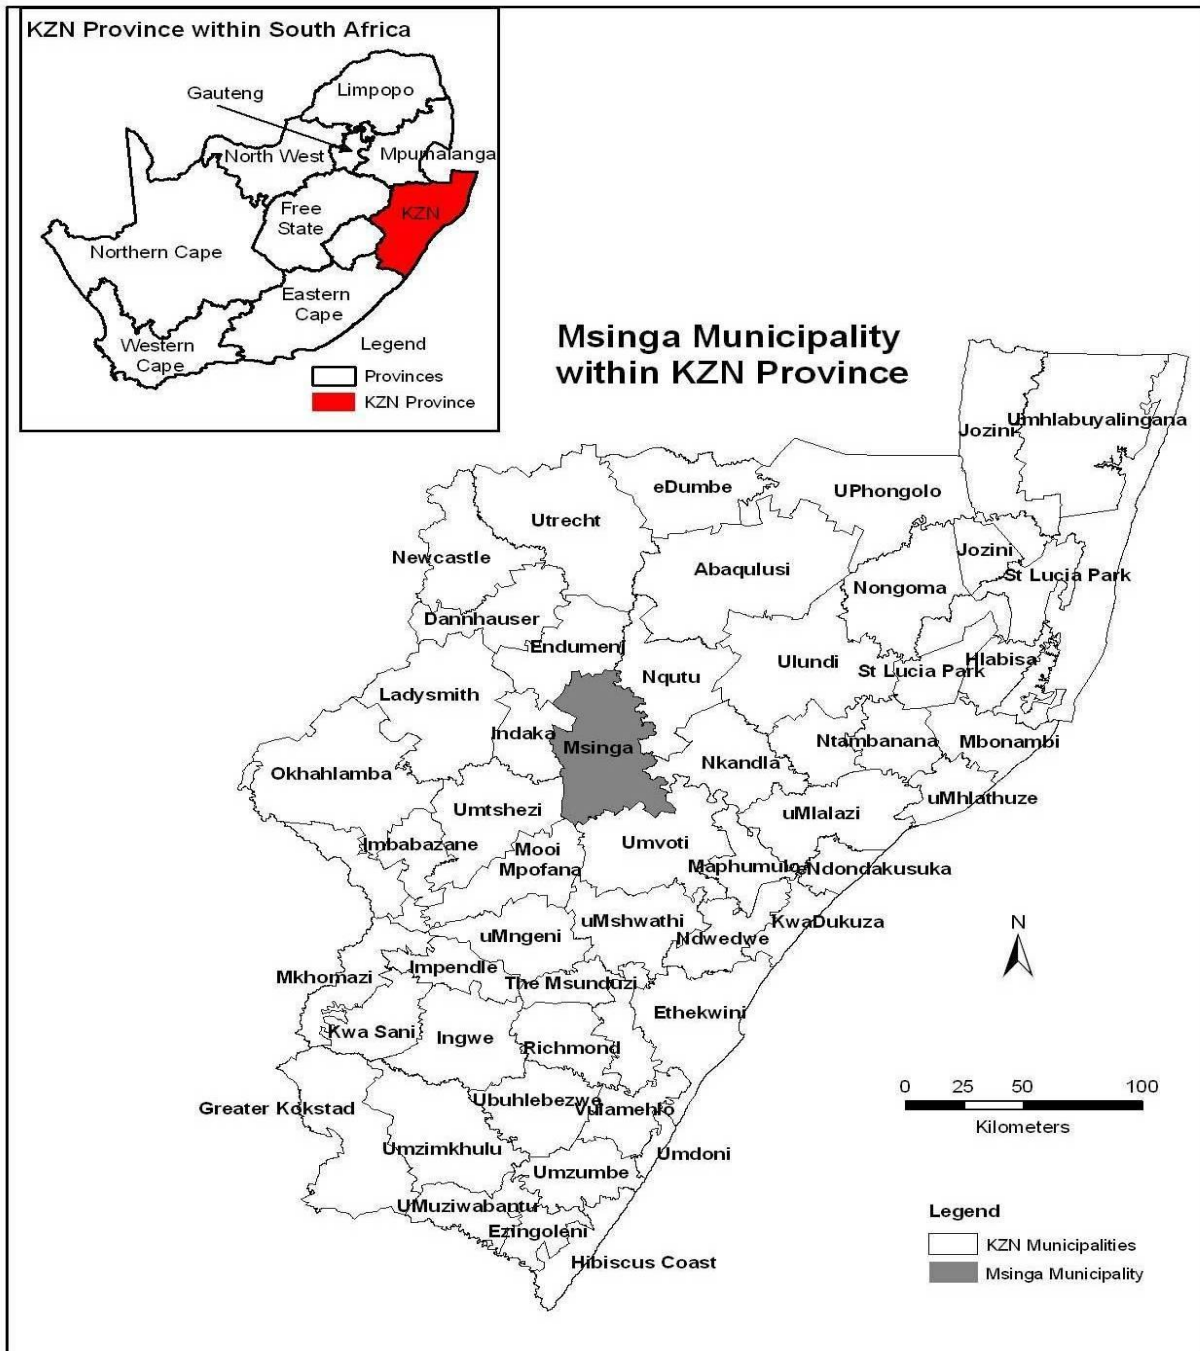 KZN Province within South Africa
Limpopo
Gauteng
North West
Mpumalanga
Free
State
KZN
Northern Cape
Eastern
Cape
Western
Cape
Legend
Provinces
KZN Province
Msinga Municipality
within KZN Province
Jozini
Umhlabuyalingana
eDumbe
UPhongolo
Utrecht
Newcastle
Abaqulusi
Jozini
St Lucia Park
Nongoma
Dannhauser
Endumeni
Nqutu
Ulundi
St Lucia Park
Hlabisa
Ladysmith
Indaka
Msinga
Nkandla
Ntambanana
Mbonambi
Okhahlamba
Umtshezi
uMlalazi
uMhlathuze
Imbabazane
Mooi
Mpofana
Umvoti
Maphumulo
eNdondakusuka
uMngeni
uMshwathi
Ndwedwe
KwaDukuza
N
Mkhomazi
Impendle
The Msunduzi
Ethekwini
Kwa Sani
Ingwe
Richmond
0 25 50 100
Kilometers
Greater Kokstad
Ubuhlebezwe
Vulamehlo
Umzimkhulu
Umdoni
Umzumbe
UMuziwabantu
Ezingoleni
Hibiscus Coast
Legend
KZN Municipalities
Msinga Municipality